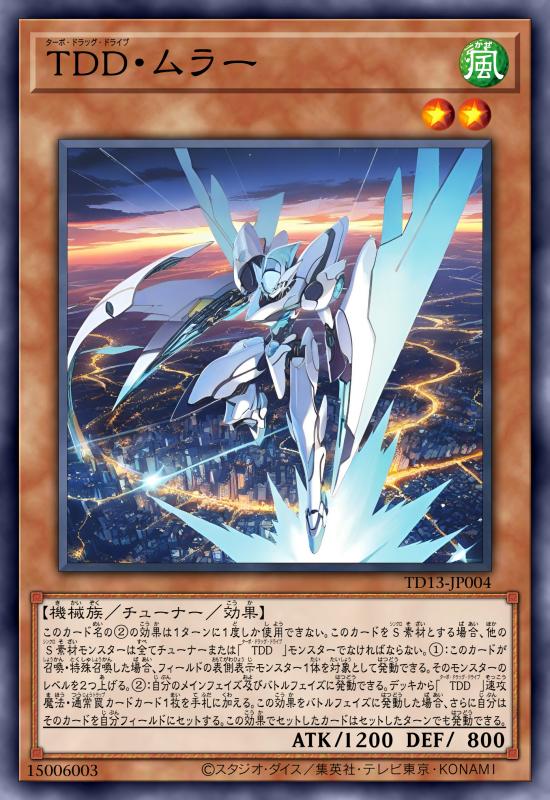 ターボ・ドラッグ・ドライブ
TDD・ムラー
かぜ
風
TD13-JP004
【機械族／チューナー／効果】
このカード名の②の効果は1ターンに1度しか使用できない。このカードをS素材とする場合、他の
S素材モンスターは全てチューナーまたは「TDD」モンスターでなければならない。①：このカードが
召喚・特殊召喚した場合、フィールドの表側表示モンスター1体を対象として発動できる。そのモンスターの
レベルを2つ上げる。②：自分のメインフェイズ及びバトルフェイズに発動できる。デッキから「TDD」速攻
魔法・通常罠カードカード1枚を手札に加える。この効果をバトルフェイズに発動した場合、さらに自分は
そのカードを自分フィールドにセットする。この効果でセットしたカードはセットしたターンでも発動できる。
ATK/1200 DEF/ 800
15006003
©スタジオ・ダイス／集英社・テレビ東京・KONAMI